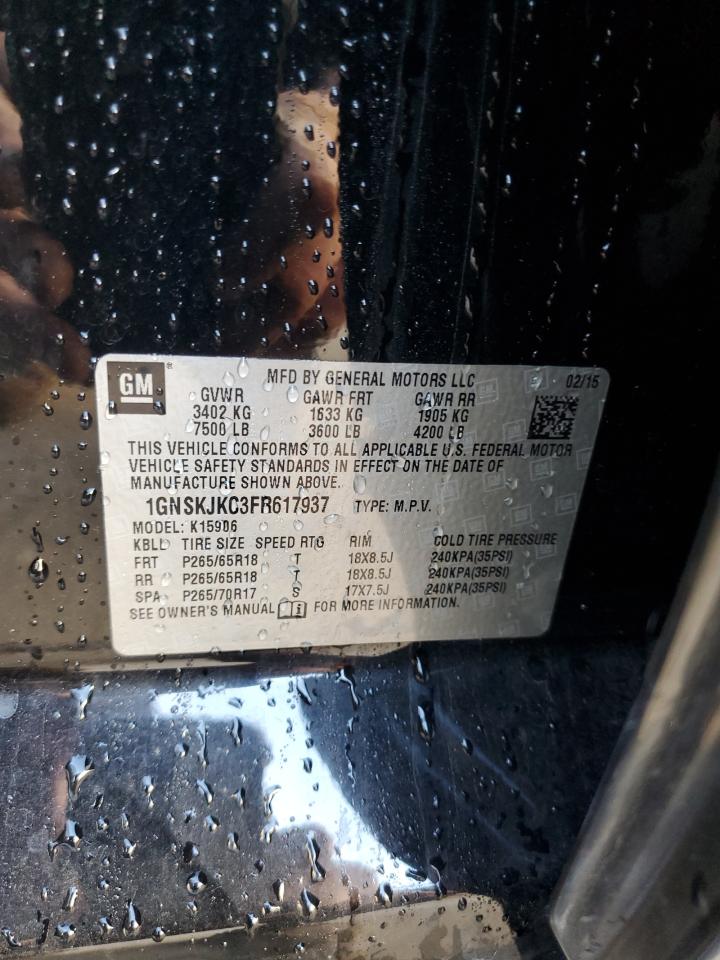 GM ® MFD BY GENERAL MOTORS LLC 02/15
GVWR GAWR FRT GAWR RR
3402 KG 1633 KG 1905 KG
7500 LB 3600 LB 4200 LB
THIS VEHICLE CONFORMS TO ALL APPLICABLE U.S. FEDERAL MOTOR
VEHICLE SAFETY STANDARDS IN EFFECT ON THE DATE OF
MANUFACTURE SHOWN ABOVE.
1GNSKJKC3FR617937 TYPE: M.P.V.
MODEL: K15906
KBLL TIRE SIZE SPEED RTG RIM COLD TIRE PRESSURE
FRT P265/65R18 T 18X8.5J 240KPA(35PSI)
RR P265/65R18 T 18X8.5J 240KPA(35PSI)
SPA P265/70R17 S 17X7.5J 240KPA(35PSI)
SEE OWNER'S MANUAL i FOR MORE INFORMATION.